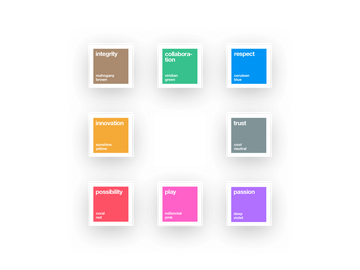 integrity
mahogany
brown
collabora-
tion
viridian
green
respect
cerulean
blue
innovation
sunshine
yellow
trust
cool
neutral
possibility
coral
red
play
millennial
pink
passion
deep
violet